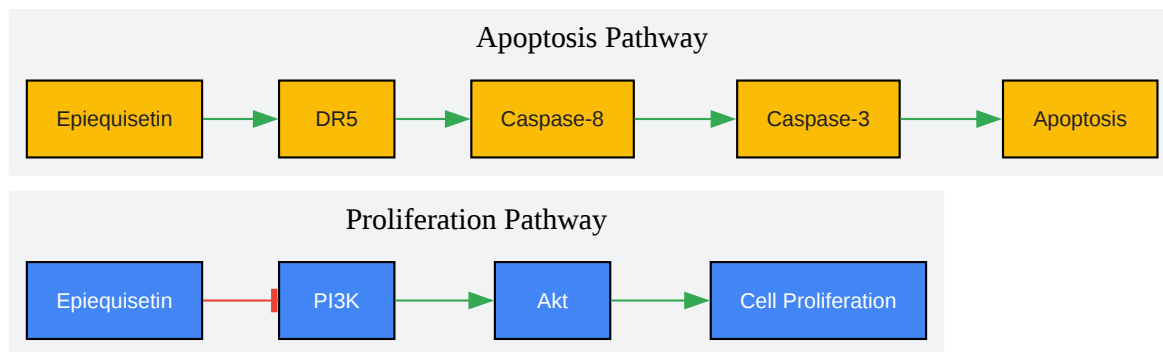 Apoptosis Pathway
Epiequisetin DR5 Caspase-8 Caspase-3 Apoptosis
Proliferation Pathway
Epiequisetin PI3K Akt Cell Proliferation